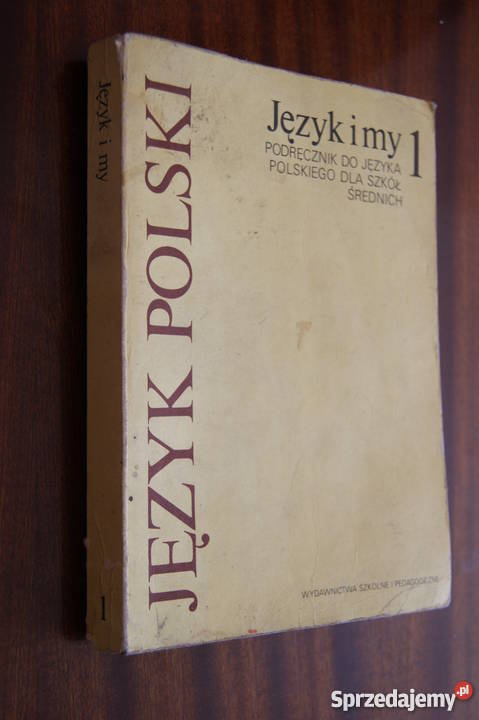 Język i my
1
JĘZYK POLSKI
Język i my 1
PODRĘCZNIK DO JĘZYKA
POLSKIEGO DLA SZKÓŁ
ŚREDNICH
WYDAWNICTWA SZKOLNE I PEDAGOGICZNE
Sprzedajemy.pl